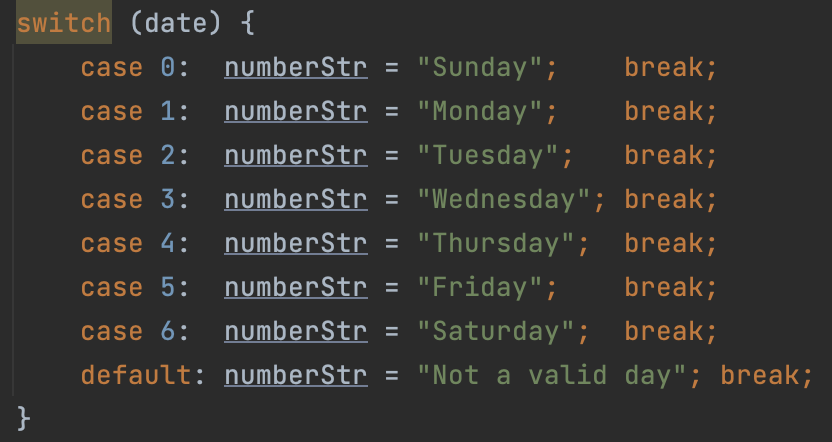 switch (date) {
    case 0:  numberStr = "Sunday";    break;
    case 1:  numberStr = "Monday";    break;
    case 2:  numberStr = "Tuesday";   break;
    case 3:  numberStr = "Wednesday"; break;
    case 4:  numberStr = "Thursday";  break;
    case 5:  numberStr = "Friday";    break;
    case 6:  numberStr = "Saturday";  break;
    default: numberStr = "Not a valid day"; break;
}